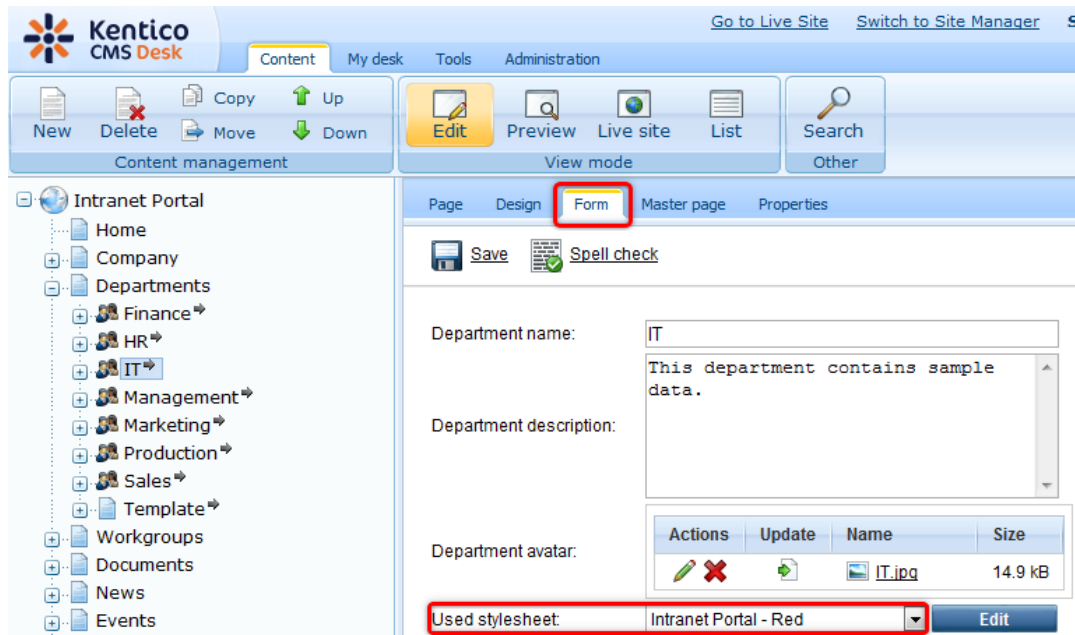 Go to Live Site Switch to Site Manager S
Kentico
CMS Desk
Content My desk Tools Administration
New Delete Copy Move Up Down
Content management
Edit Preview Live site List
View mode
Search
Other
Intranet Portal
Home
Company
Departments
Finance
HR
IT
Management
Marketing
Production
Sales
Template
Workgroups
Documents
News
Events
Page Design Form Master page Properties
Save Spell check
Department name: IT
Department description: This department contains sample
data.
Department avatar:
Actions Update Name Size
IT.jpg 14.9 kB
Used stylesheet: Intranet Portal - Red Edit